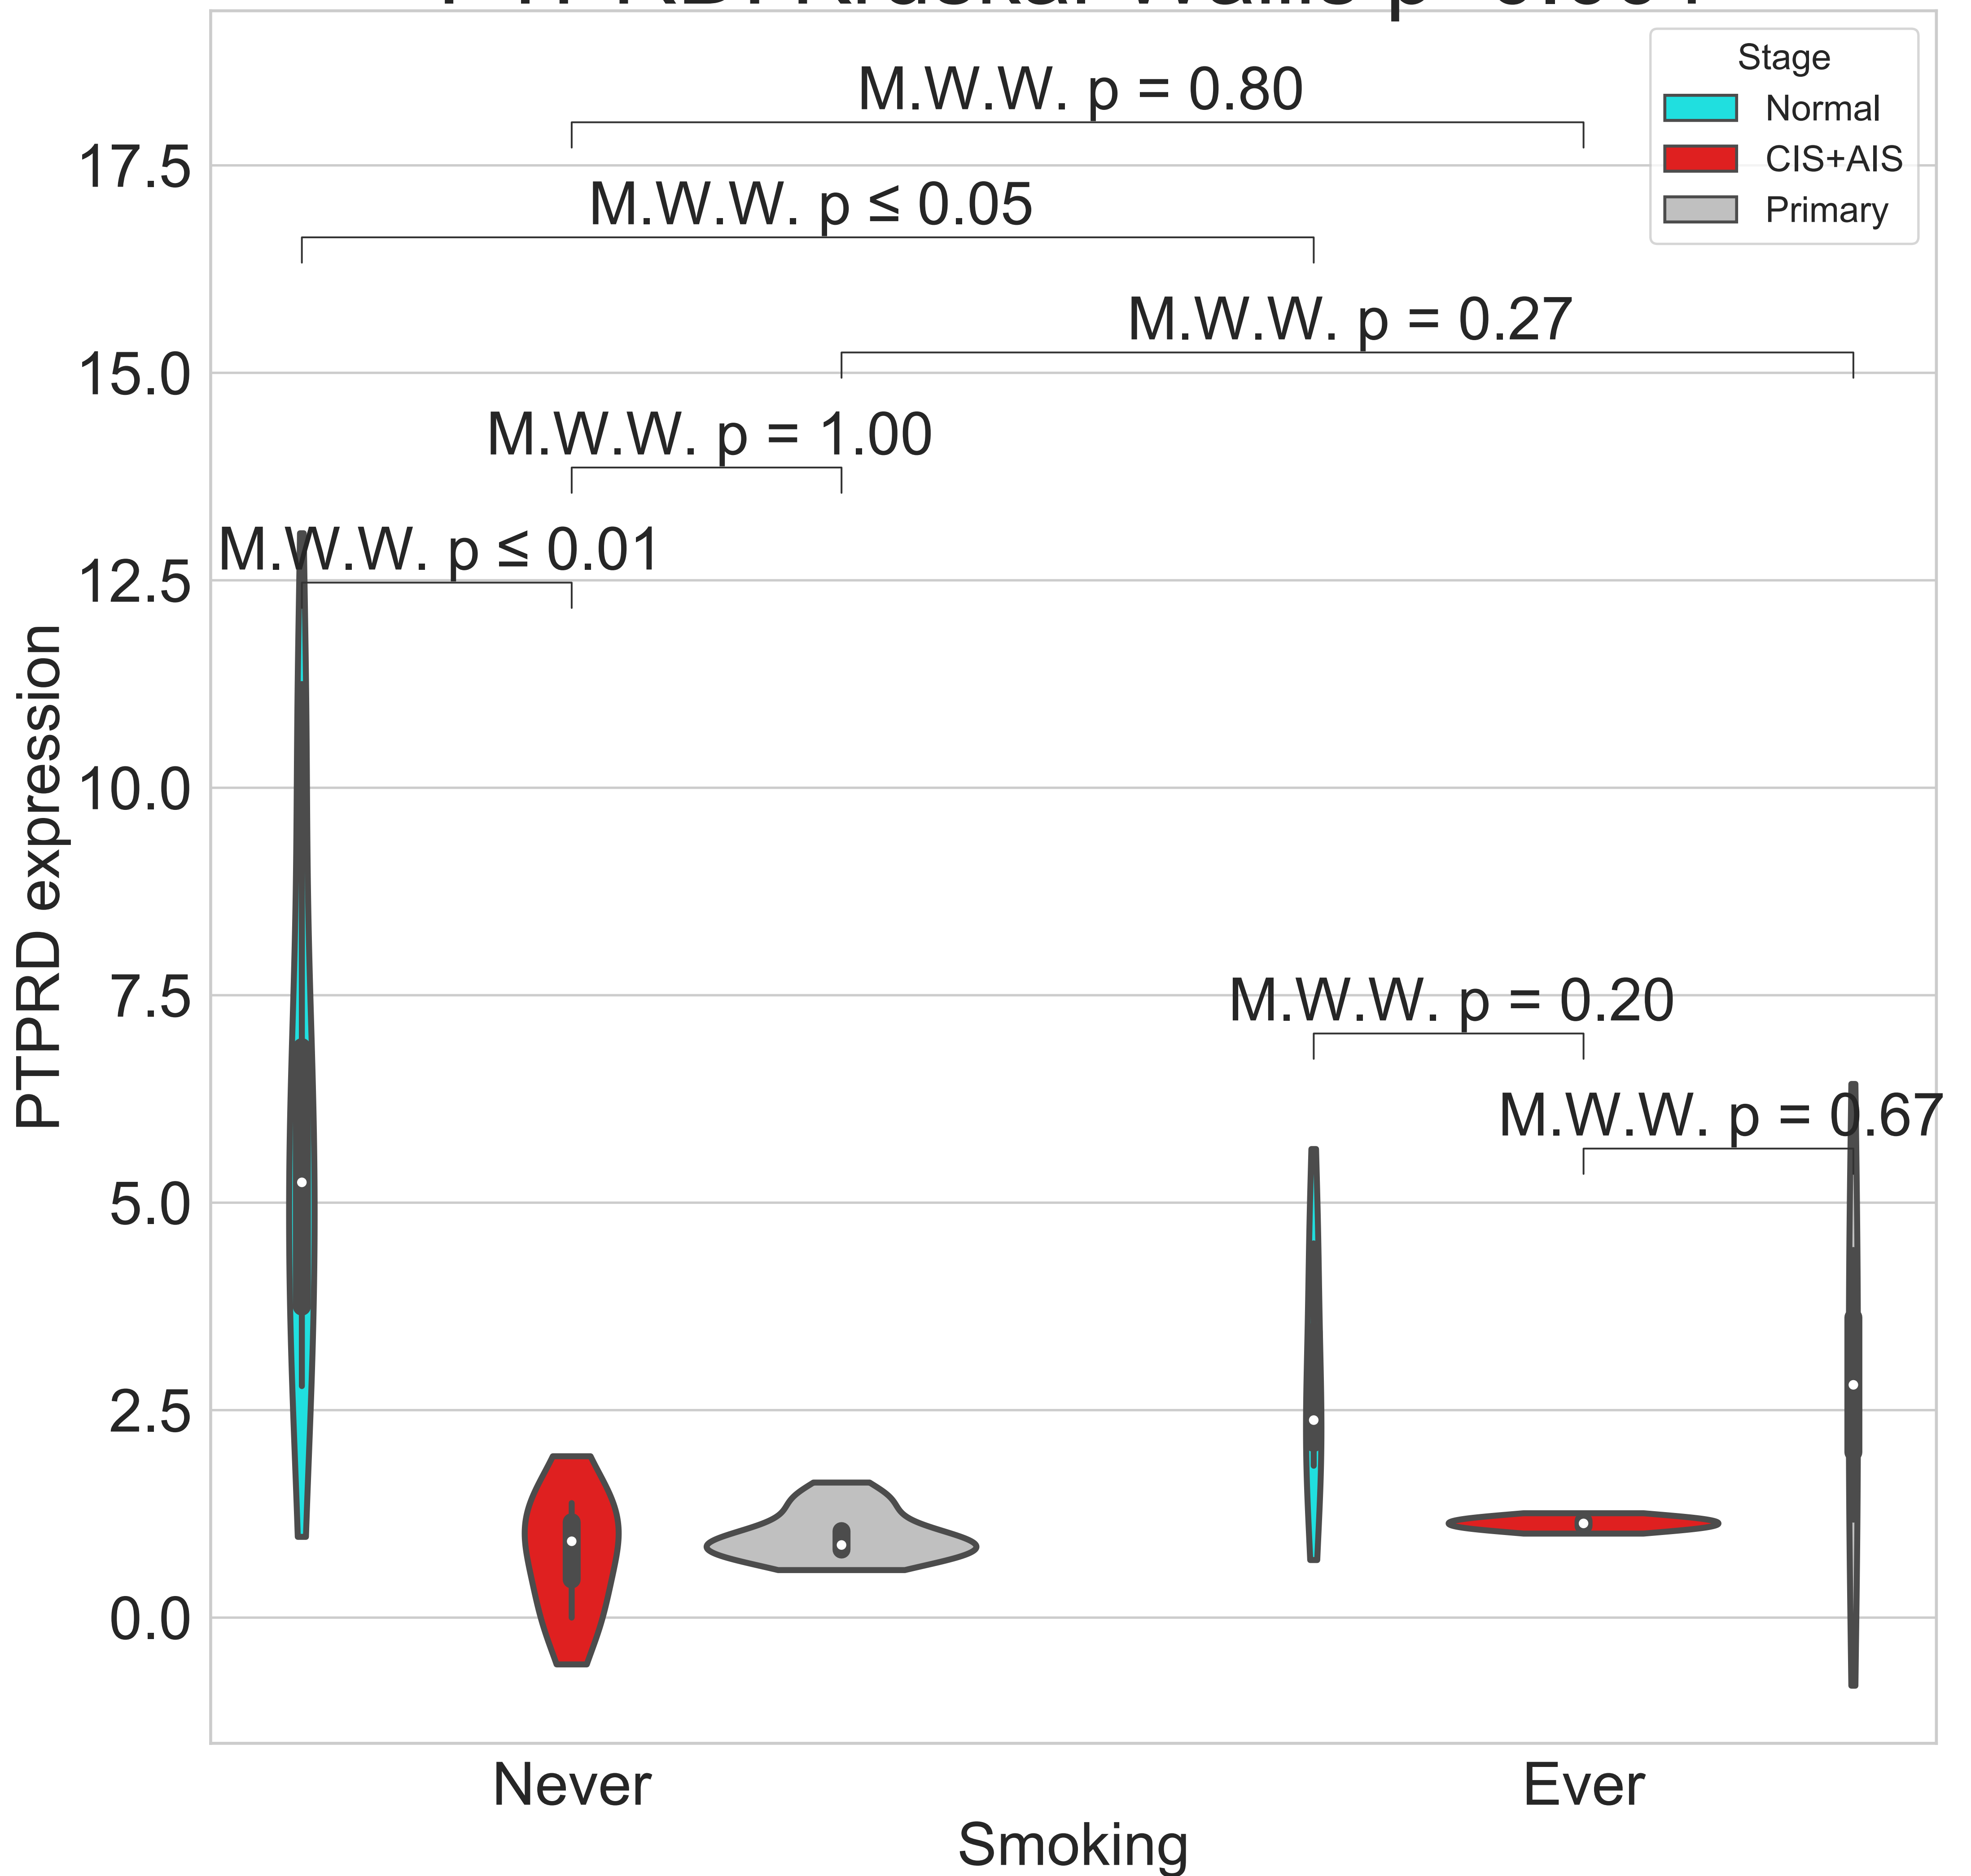 Stage
Normal
CIS+AIS
Primary
M.W.W. p = 0.80
M.W.W. p ≤ 0.05
M.W.W. p = 0.27
M.W.W. p = 1.00
M.W.W. p ≤ 0.01
M.W.W. p = 0.20
M.W.W. p = 0.67
17.5
15.0
12.5
10.0
7.5
5.0
2.5
0.0
PTPRD expression
Never
Ever
Smoking